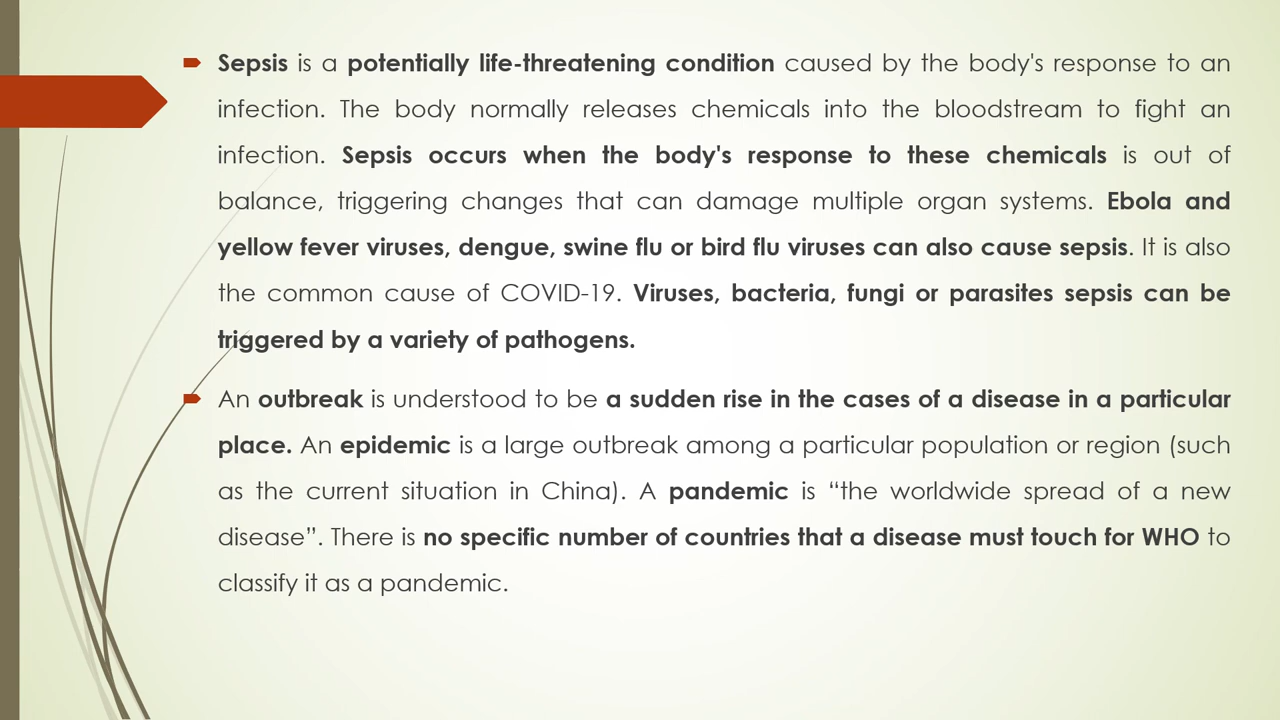 Sepsis is a potentially life-threatening condition caused by the body's response to an
infection. The body normally releases chemicals into the bloodstream to fight an
infection. Sepsis occurs when the body's response to these chemicals is out of
balance, triggering changes that can damage multiple organ systems. Ebola and
yellow fever viruses, dengue, swine flu or bird flu viruses can also cause sepsis. It is also
the common cause of COVID-19. Viruses, bacteria, fungi or parasites sepsis can be
triggered by a variety of pathogens.
An outbreak is understood to be a sudden rise in the cases of a disease in a particular
place. An epidemic is a large outbreak among a particular population or region (such
as the current situation in China). A pandemic is “the worldwide spread of a new
disease”. There is no specific number of countries that a disease must touch for WHO to
classify it as a pandemic.